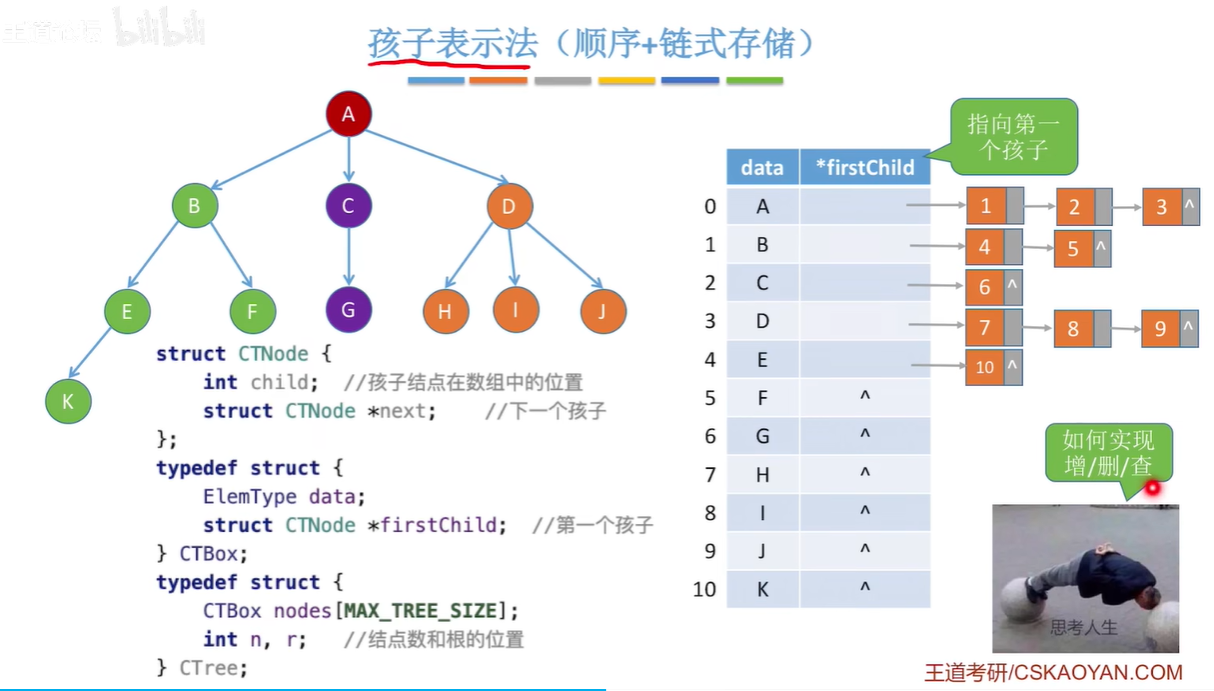 王道论坛 bilibili
孩子表示法（顺序+链式存储）
A
B
C
D
E
F
G
H
I
J
K
struct CTNode {
int child; //孩子结点在数组中的位置
struct CTNode *next; //下一个孩子
};
typedef struct {
ElemType data;
struct CTNode *firstChild; //第一个孩子
} CTBox;
typedef struct {
CTBox nodes[MAX_TREE_SIZE];
int n, r; //结点数和根的位置
} CTree;
指向第一
个孩子
data *firstChild
0 A 1 2 3 ^
1 B 4 5 ^
2 C 6 ^
3 D 7 8 9 ^
4 E 10 ^
5 F ^
6 G ^
7 H ^
8 I ^
9 J ^
10 K ^
如何实现
增/删/查
思考人生
王道考研/CSKAOYAN.COM